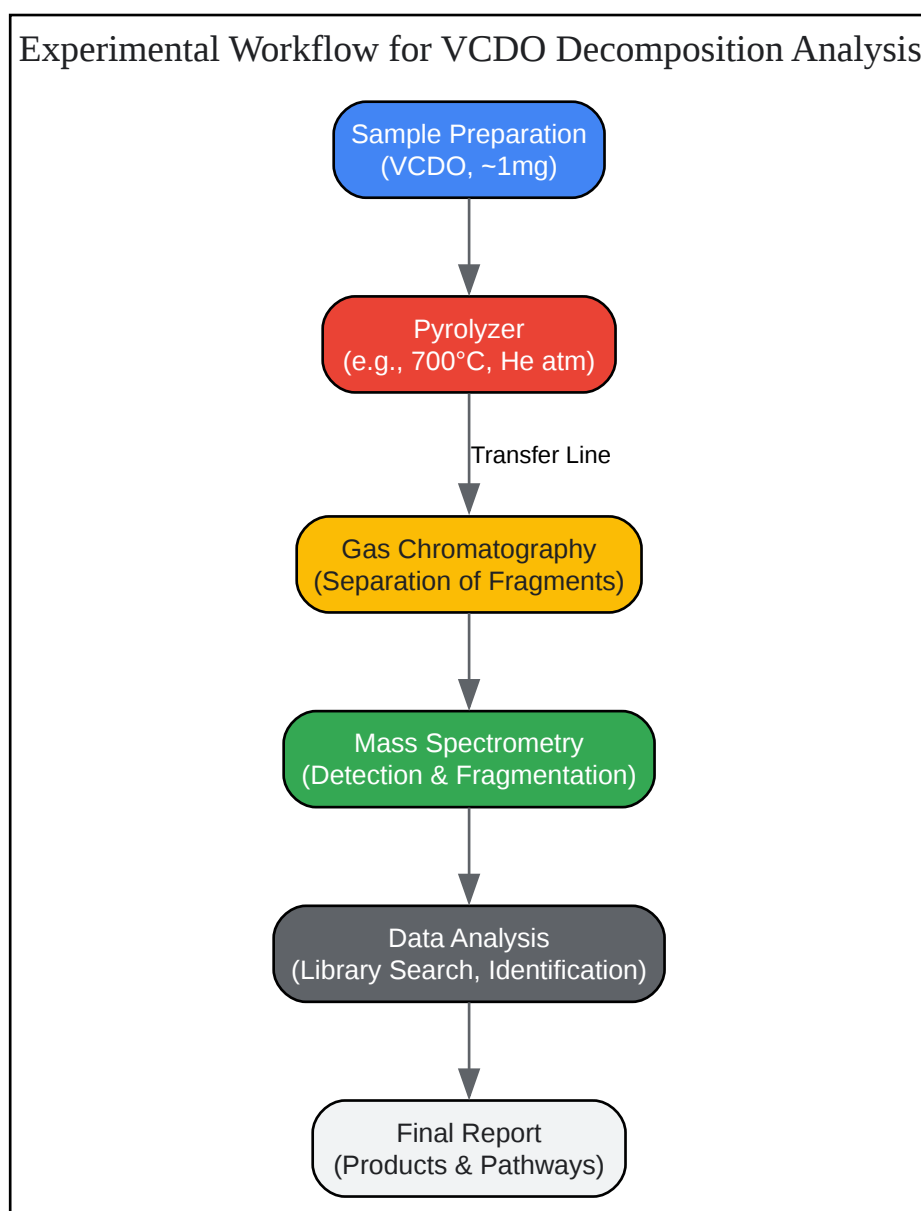 Experimental Workflow for VCDO Decomposition Analysis
Sample Preparation
(VCDO, ~1mg)
Pyrolyzer
(e.g., 700°C, He atm)
Transfer Line
Gas Chromatography
(Separation of Fragments)
Mass Spectrometry
(Detection & Fragmentation)
Data Analysis
(Library Search, Identification)
Final Report
(Products & Pathways)